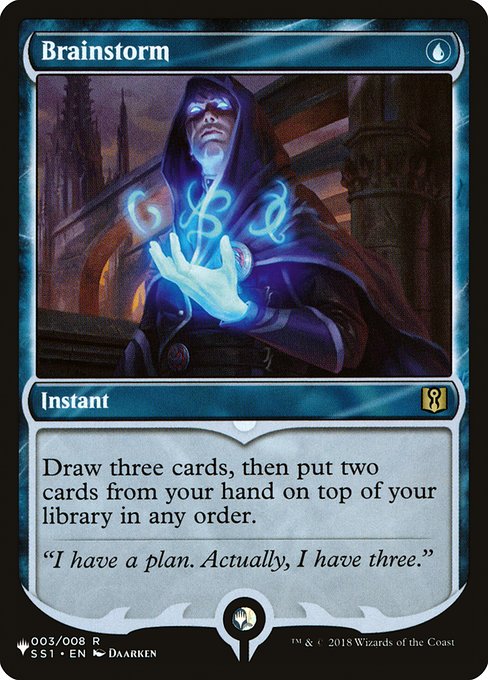 Brainstorm
Instant
Draw three cards, then put two
cards from your hand on top of your
library in any order.
“I have a plan. Actually, I have three.”
003/008 R
SS1 • EN DAARKEN
™ & © 2018 Wizards of the Coast